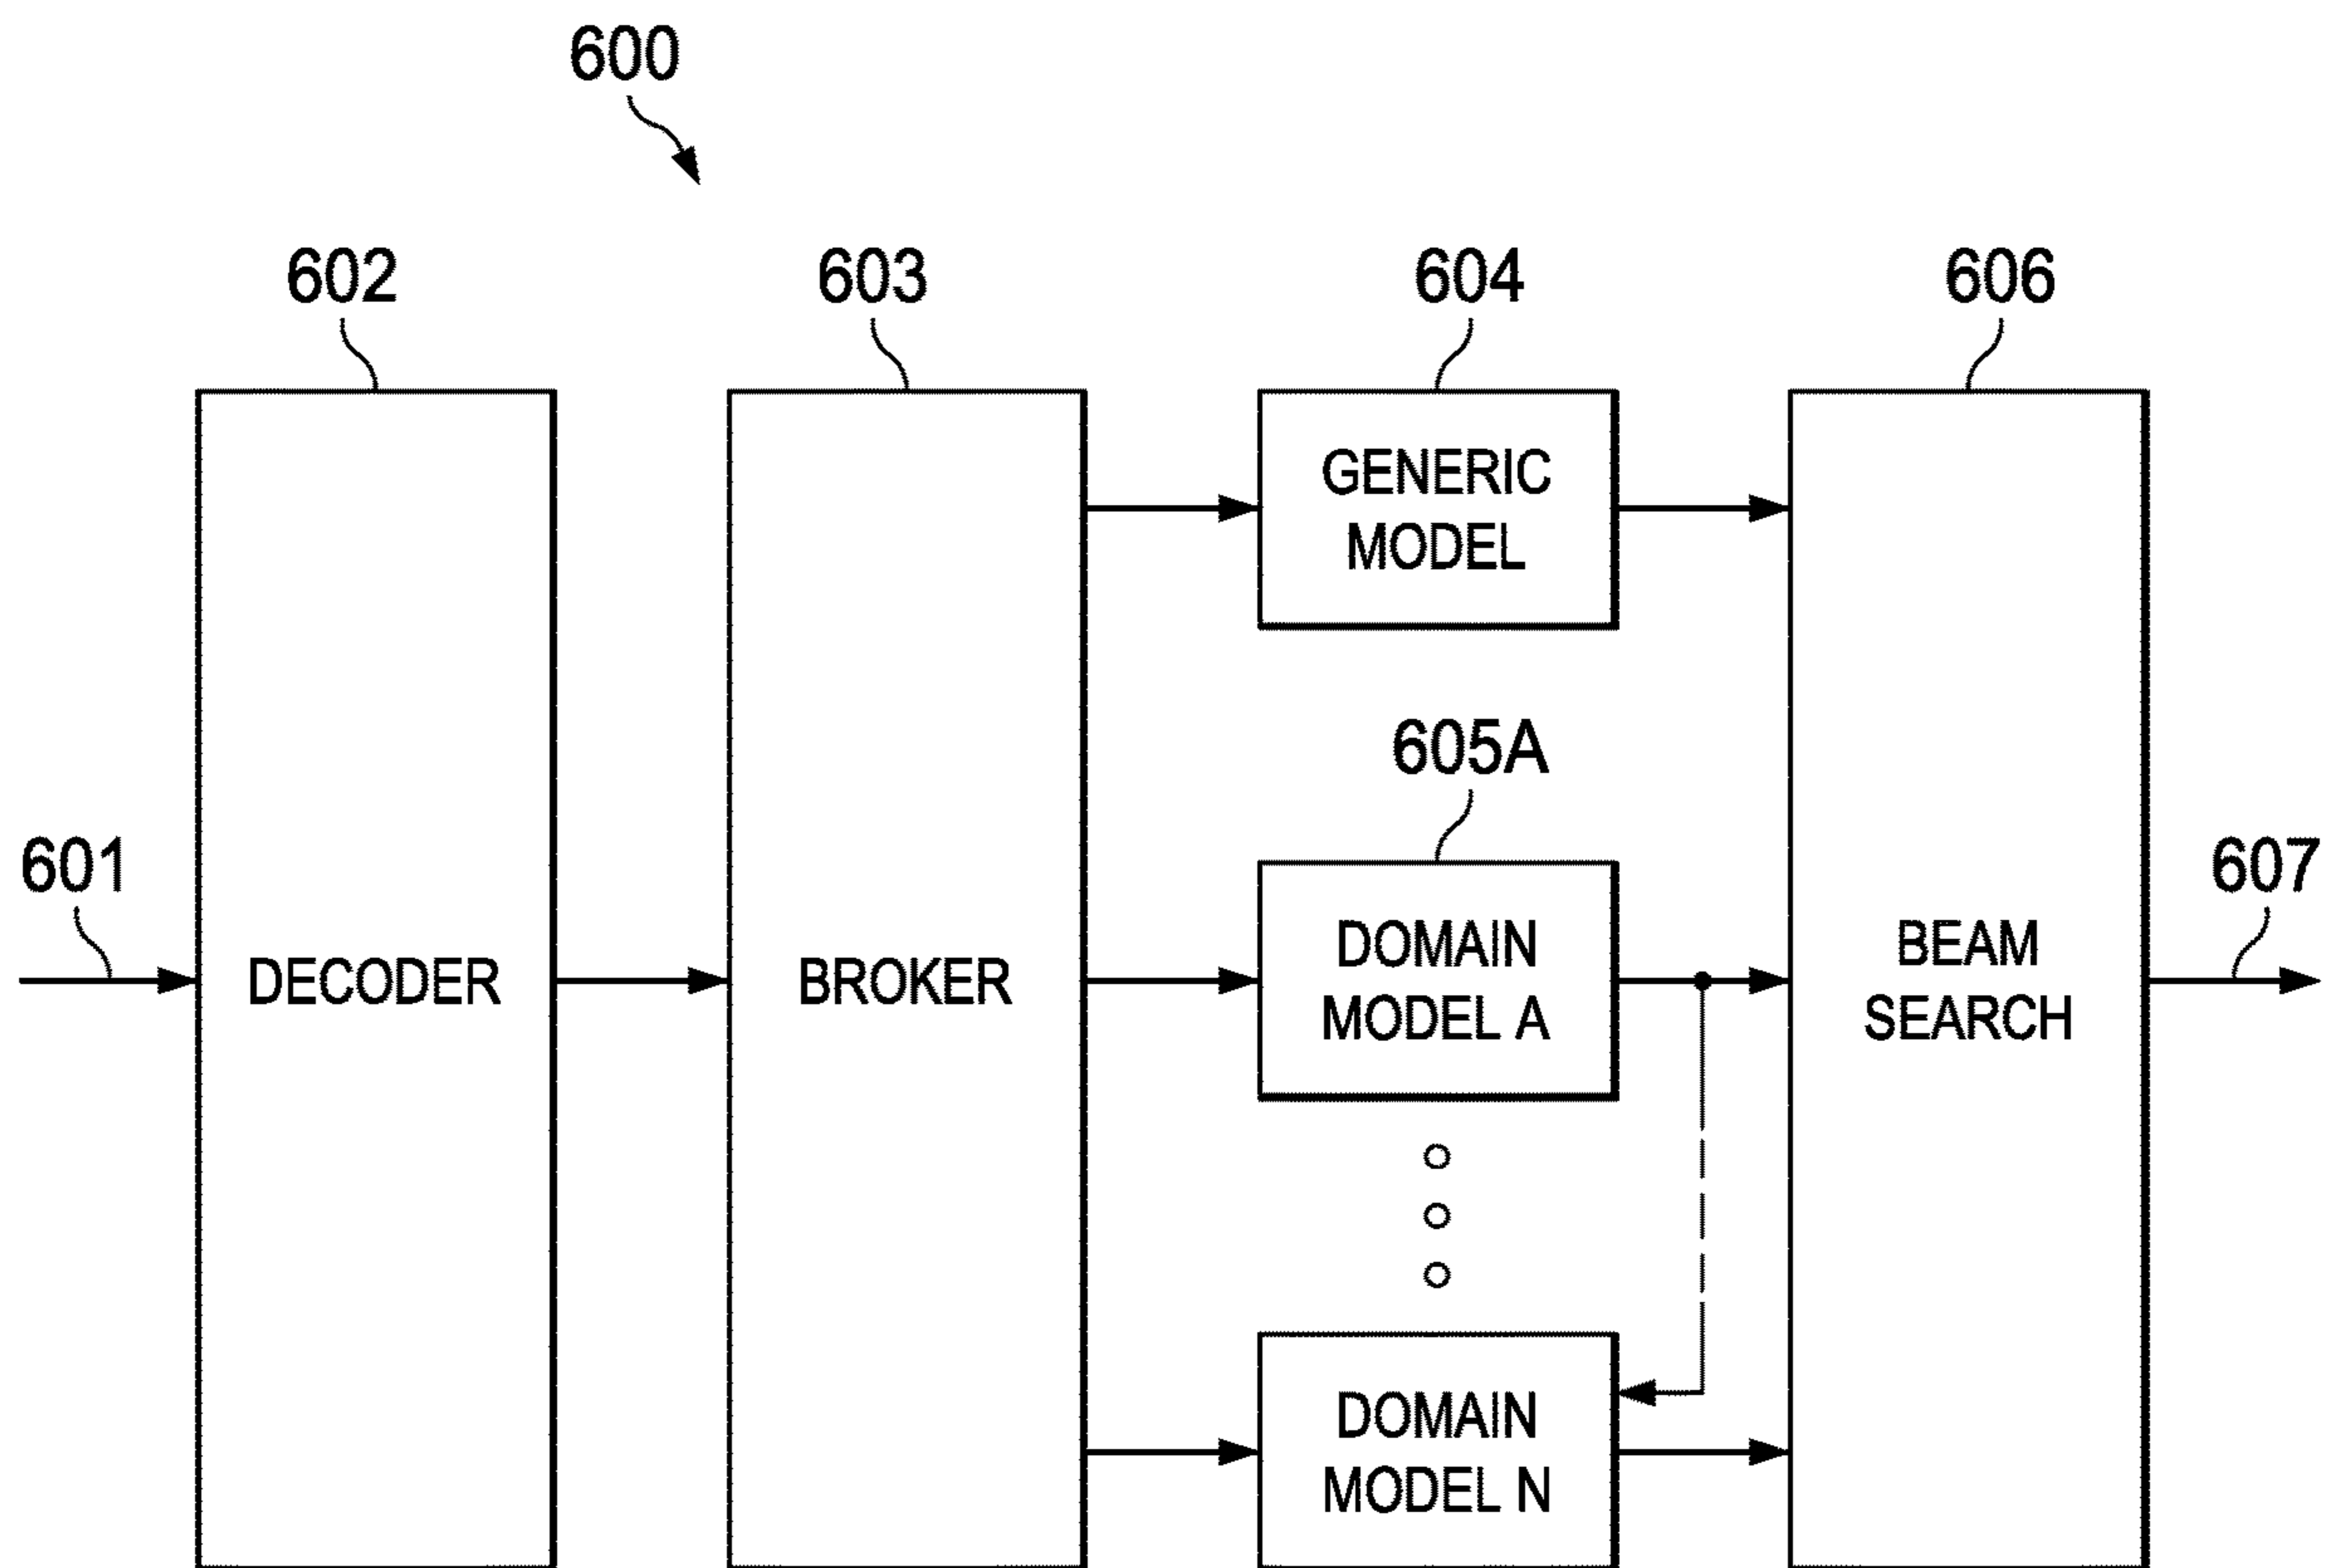 600
602
603
604
606
GENERIC
MODEL
605A
601
607
DECODER
BROKER
DOMAIN
MODEL A
BEAM
SEARCH
DOMAIN
MODEL N